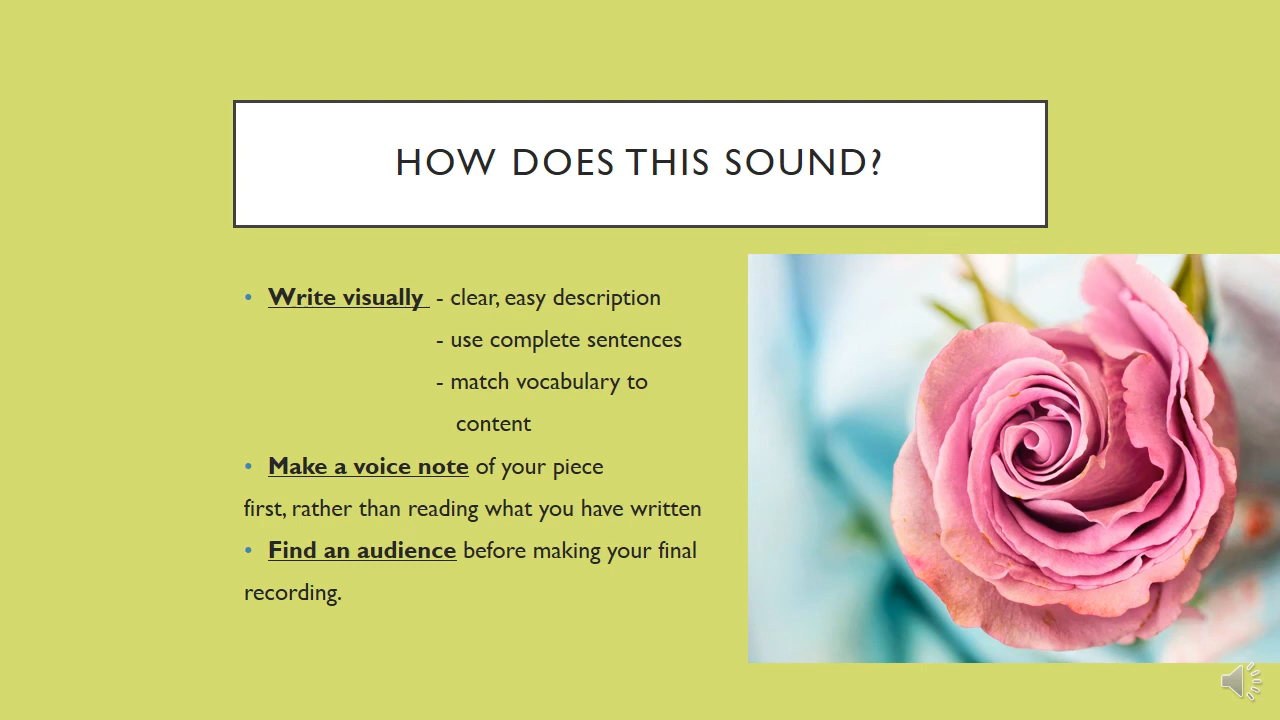 HOW DOES THIS SOUND?
• Write visually - clear, easy description
- use complete sentences
- match vocabulary to
content
• Make a voice note of your piece
first, rather than reading what you have written
• Find an audience before making your final
recording.